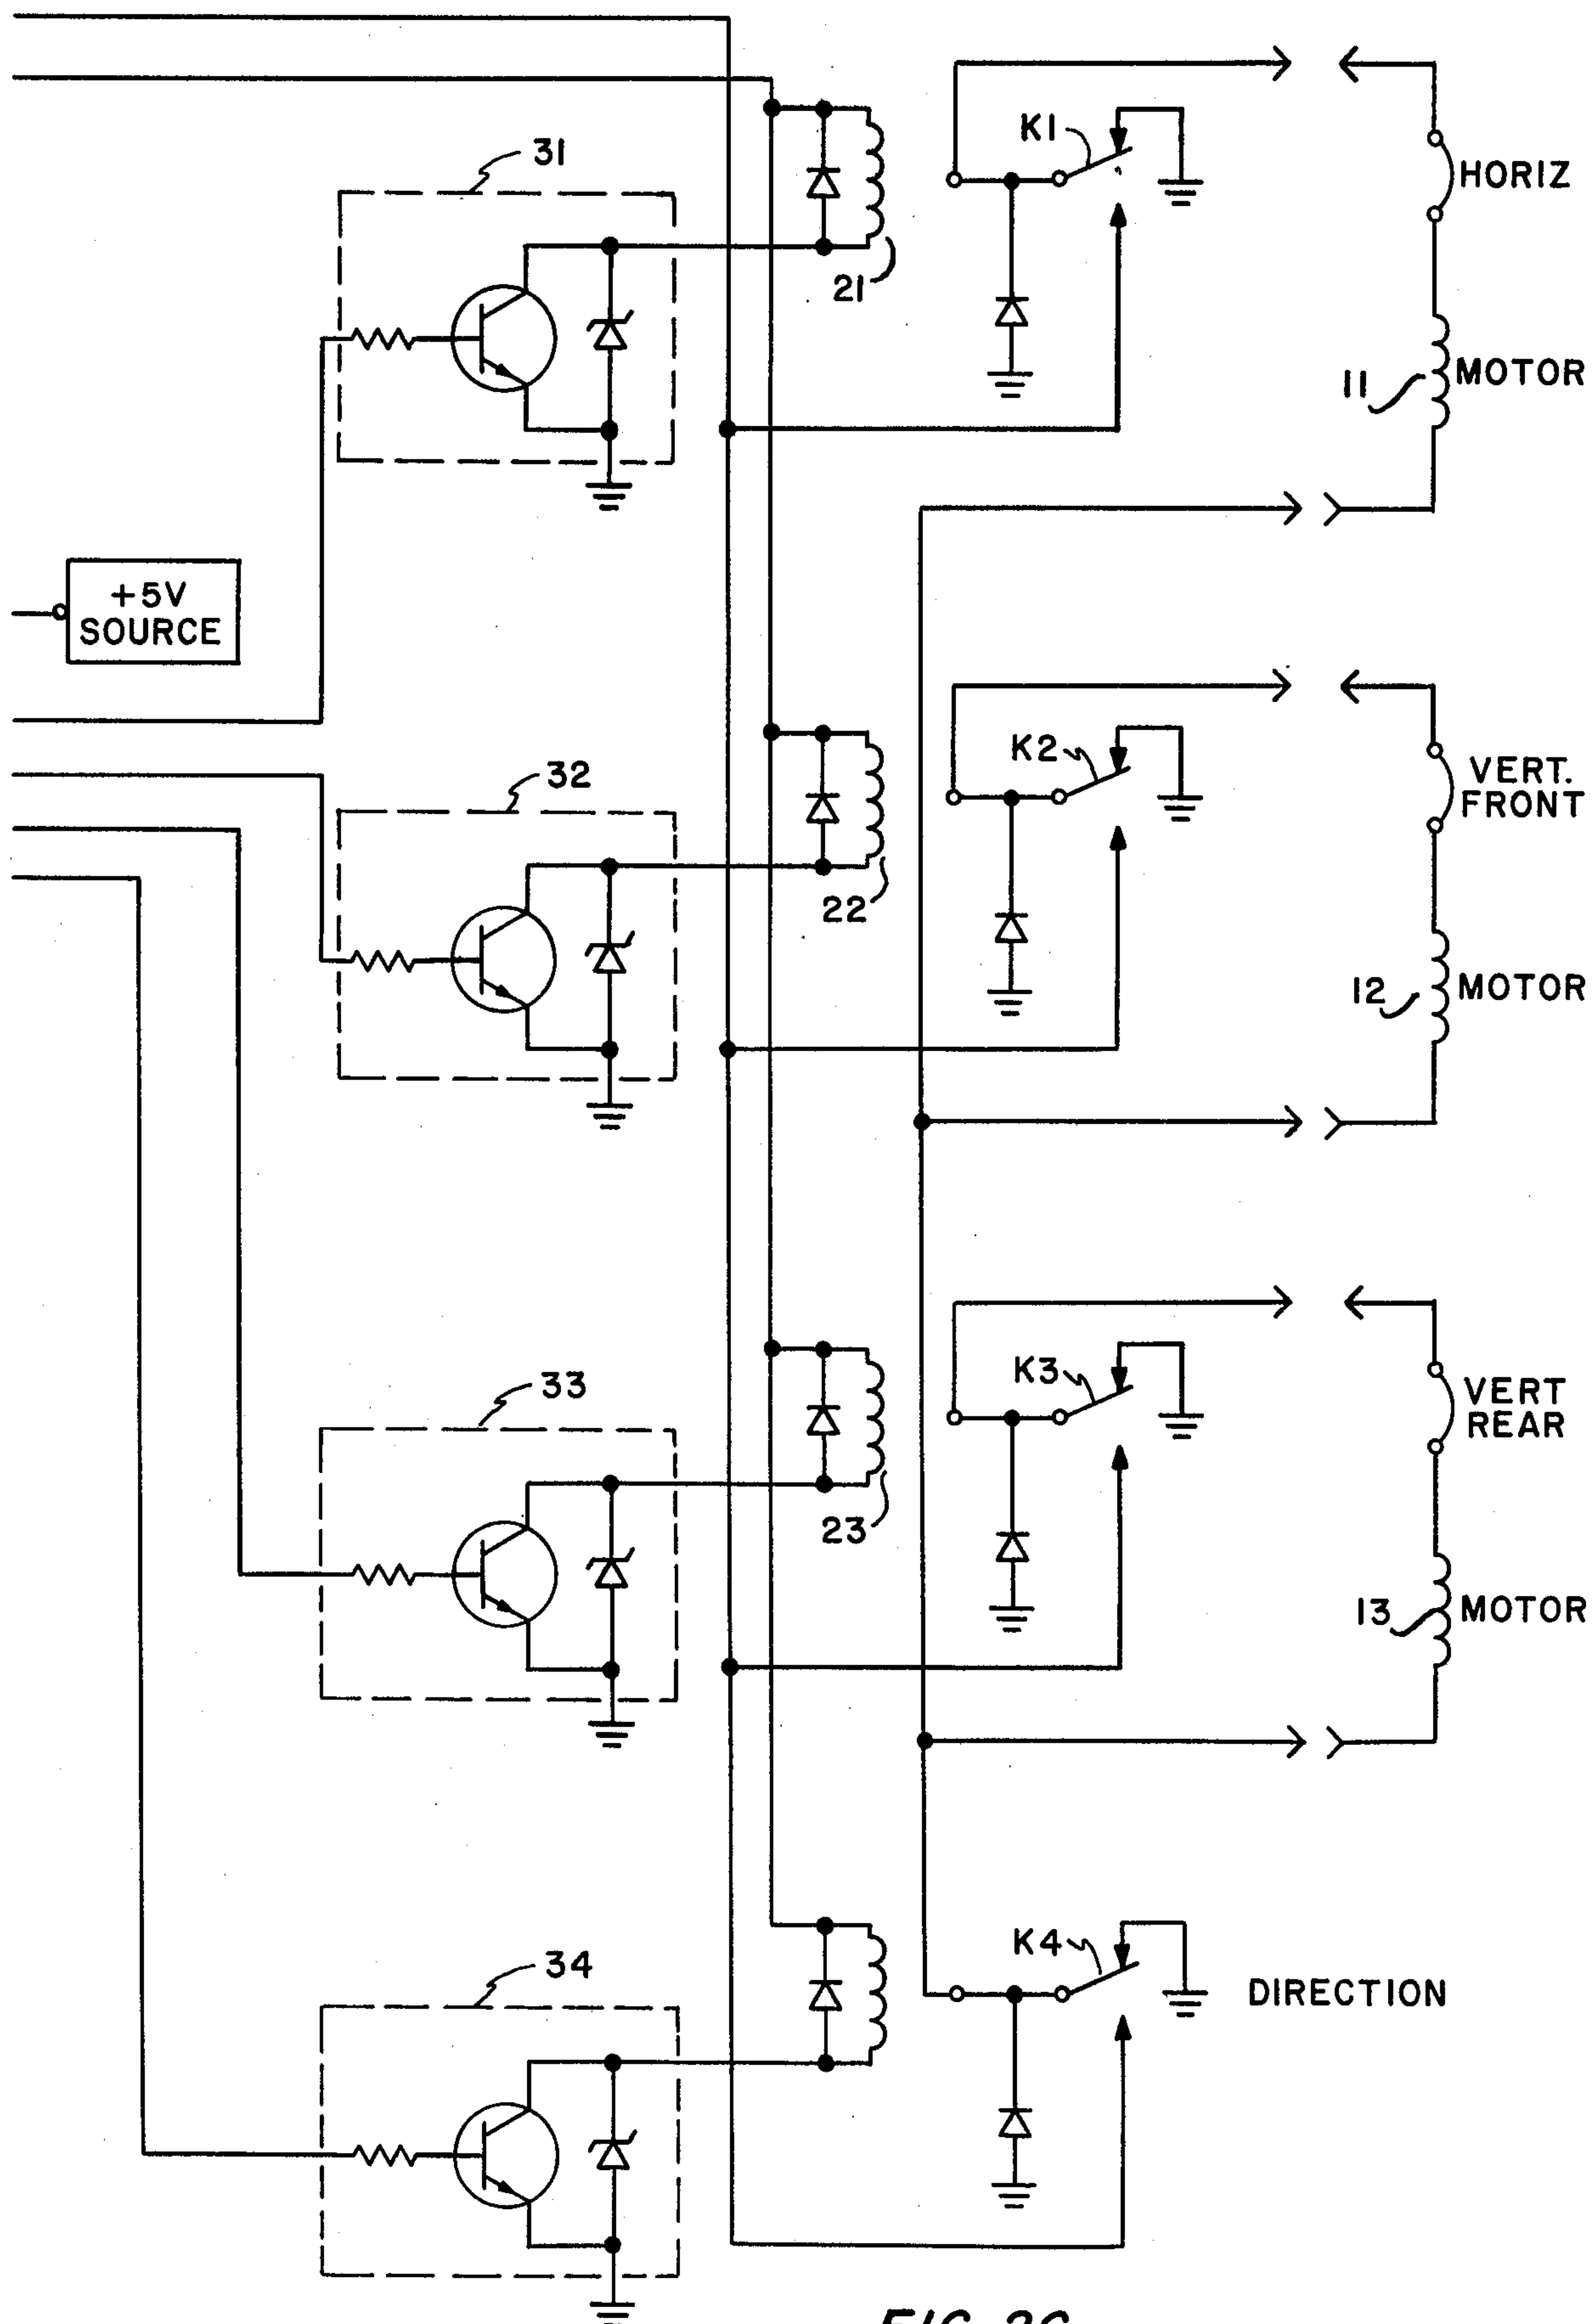 K1
HORIZ
31
21
11
MOTOR
+5V
SOURCE
K2
VERT.
FRONT
32
22
12
MOTOR
K3
VERT
REAR
33
23
13
MOTOR
K4
34
DIRECTION